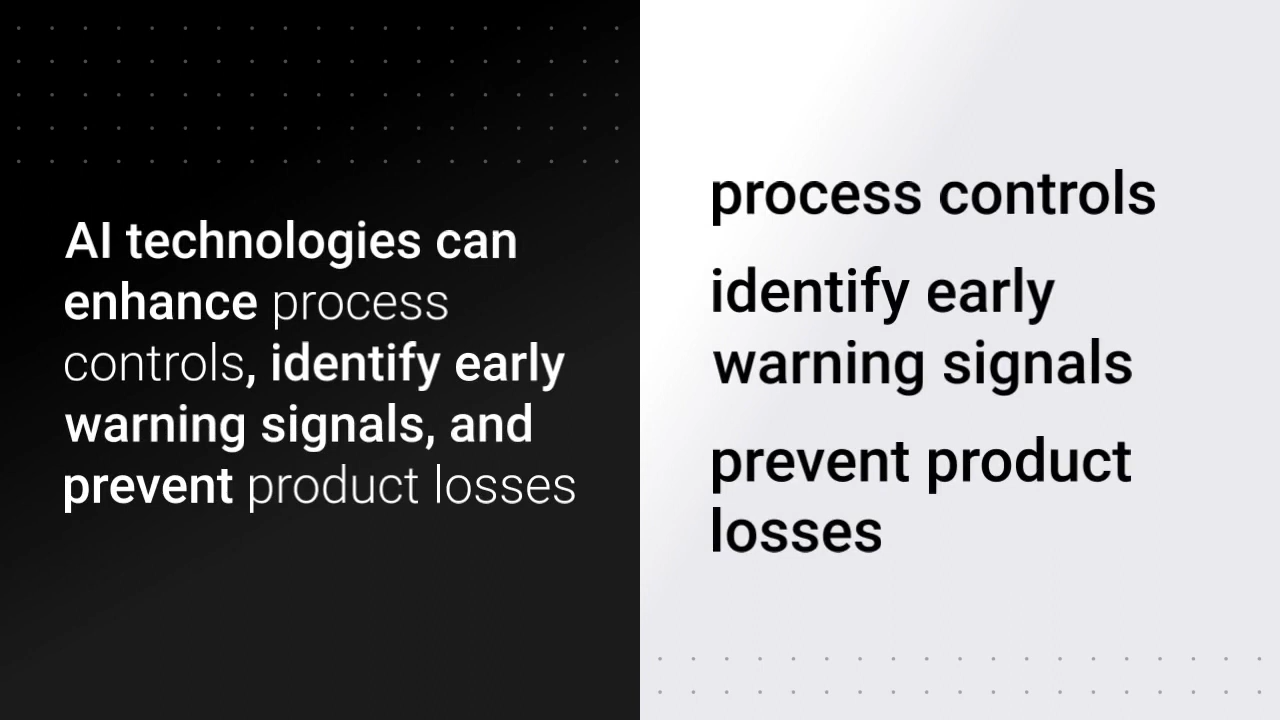 AI technologies can
enhance process
controls, identify early
warning signals, and
prevent product losses
process controls
identify early
warning signals
prevent product
losses